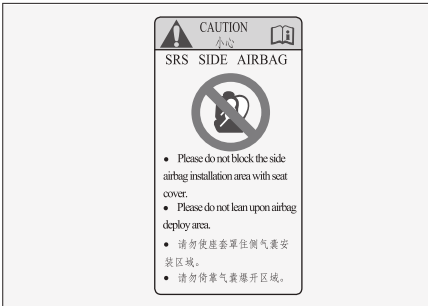 CAUTION
小心
SRS SIDE AIRBAG
● Please do not block the side
airbag installation area with seat
cover.
● Please do not lean upon airbag
deploy area.
● 请勿使座套罩住侧气囊安
装区域。
● 请勿倚靠气囊爆开区域。